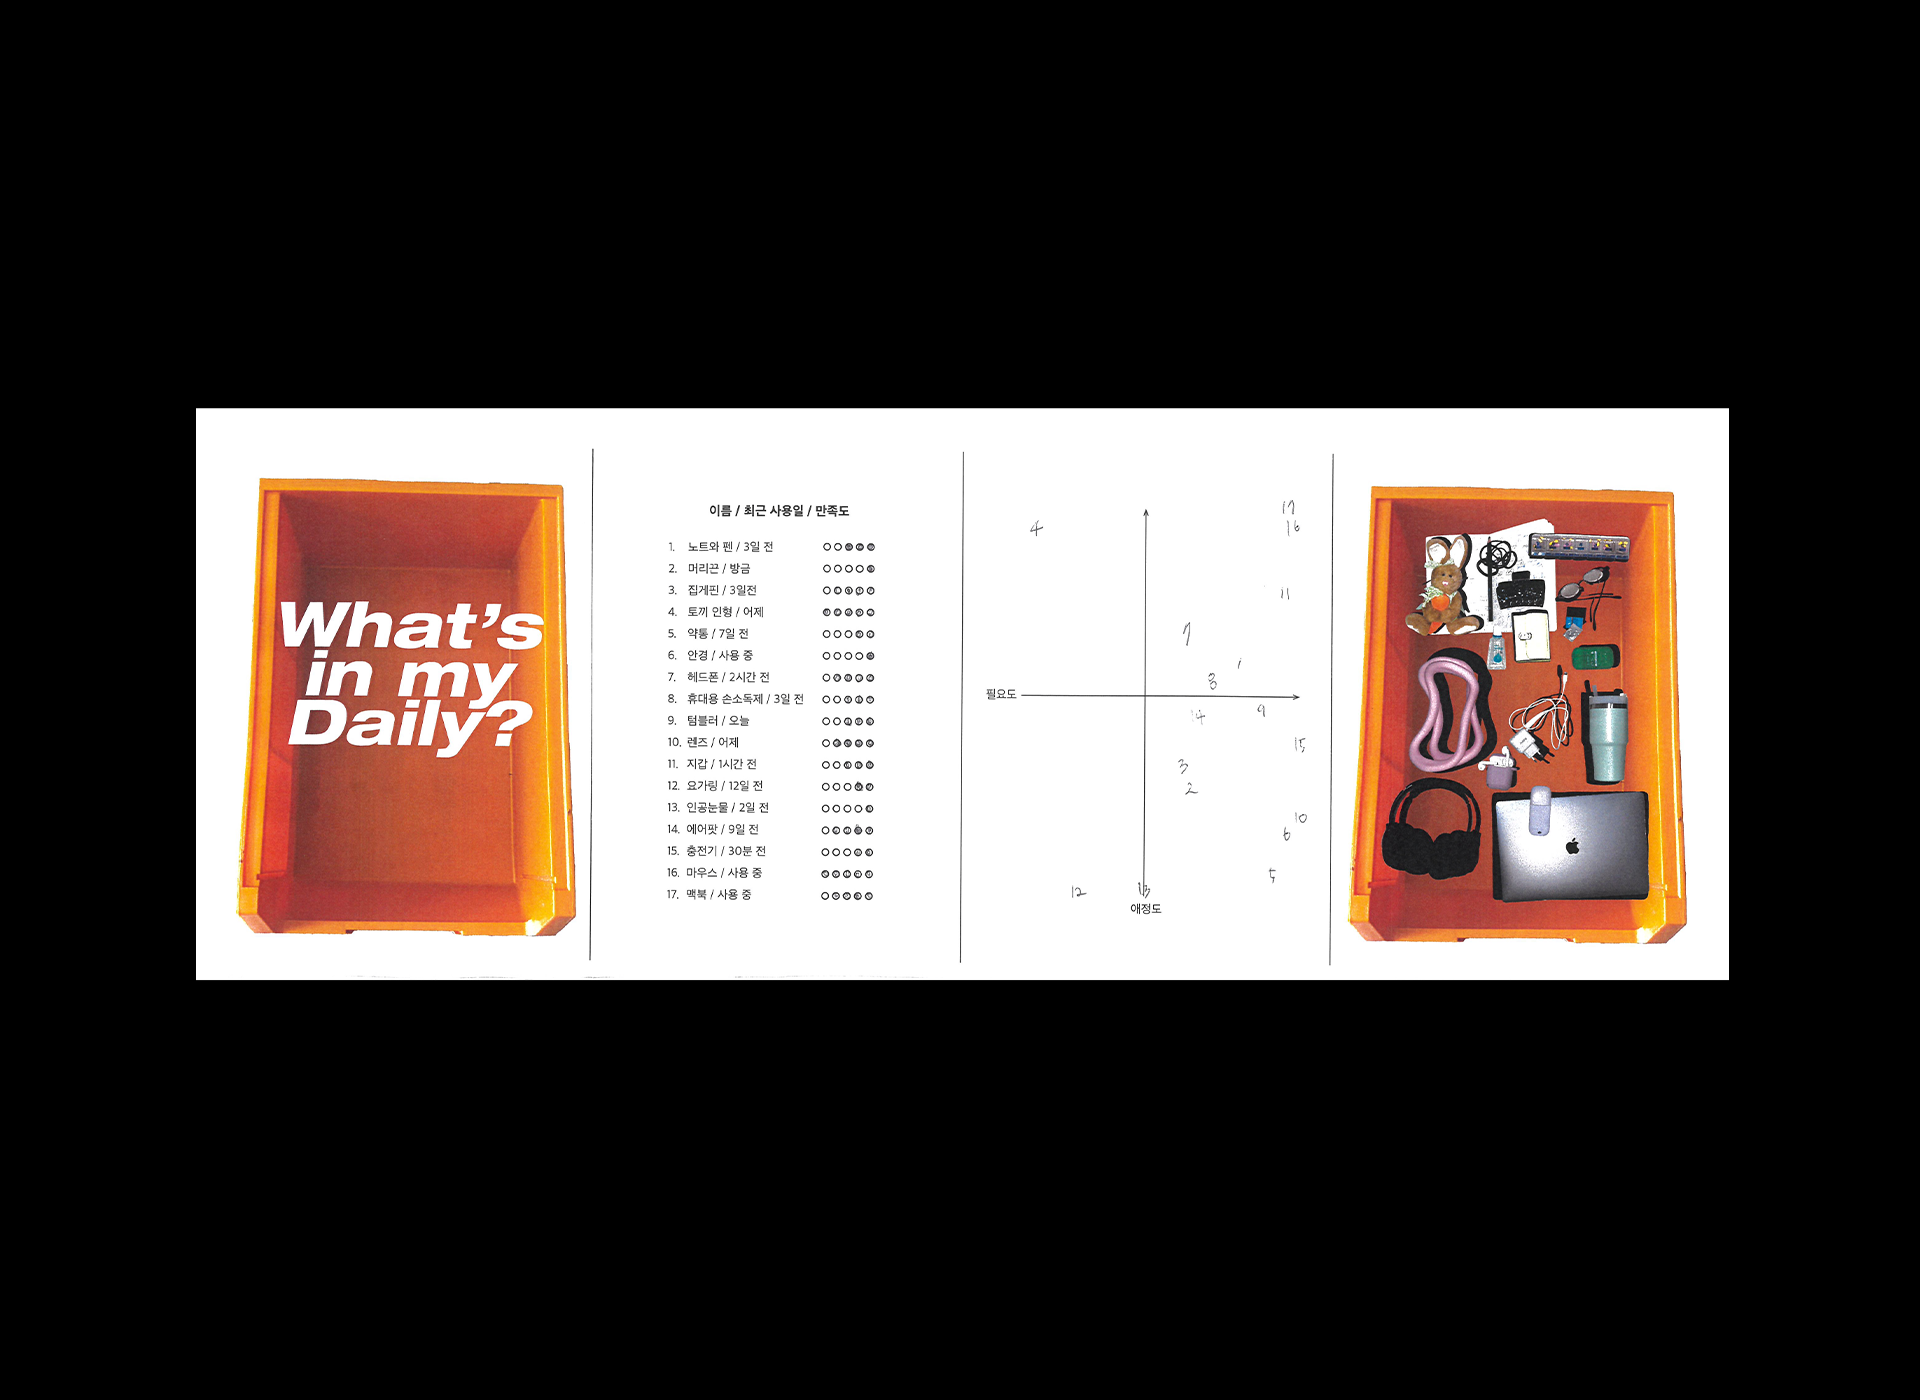 What's
in my
Daily?
이름 / 최근 사용일 / 만족도
1. 노트와 펜 / 3일 전
2. 머리끈 / 방금
3. 집게핀 / 3일전
4. 토끼 인형 / 어제
5. 약통 / 7일 전
6. 안경 / 사용 중
7. 헤드폰 / 2시간 전
8. 휴대용 손소독제 / 3일 전
9. 텀블러 / 오늘
10. 렌즈 / 어제
11. 지갑 / 1시간 전
12. 요가링 / 12일 전
13. 인공눈물 / 2일 전
14. 에어팟 / 9일 전
15. 충전기 / 30분 전
16. 마우스 / 사용 중
17. 맥북 / 사용 중
17
4
16
11
7
1
8
필요도
14
9
15
3
2
10
6
5
12
13
애정도